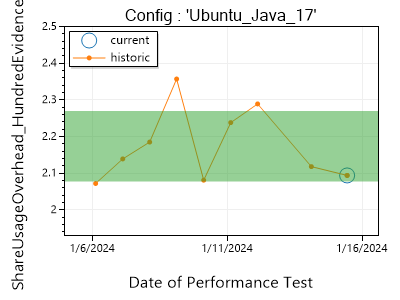 Config : 'Ubuntu_Java_17'
ShareUsageOverhead_HundredEvidence
current
historic
2.5
2.4
2.3
2.2
2.1
2
1/6/2024
1/11/2024
1/16/2024
Date of Performance Test